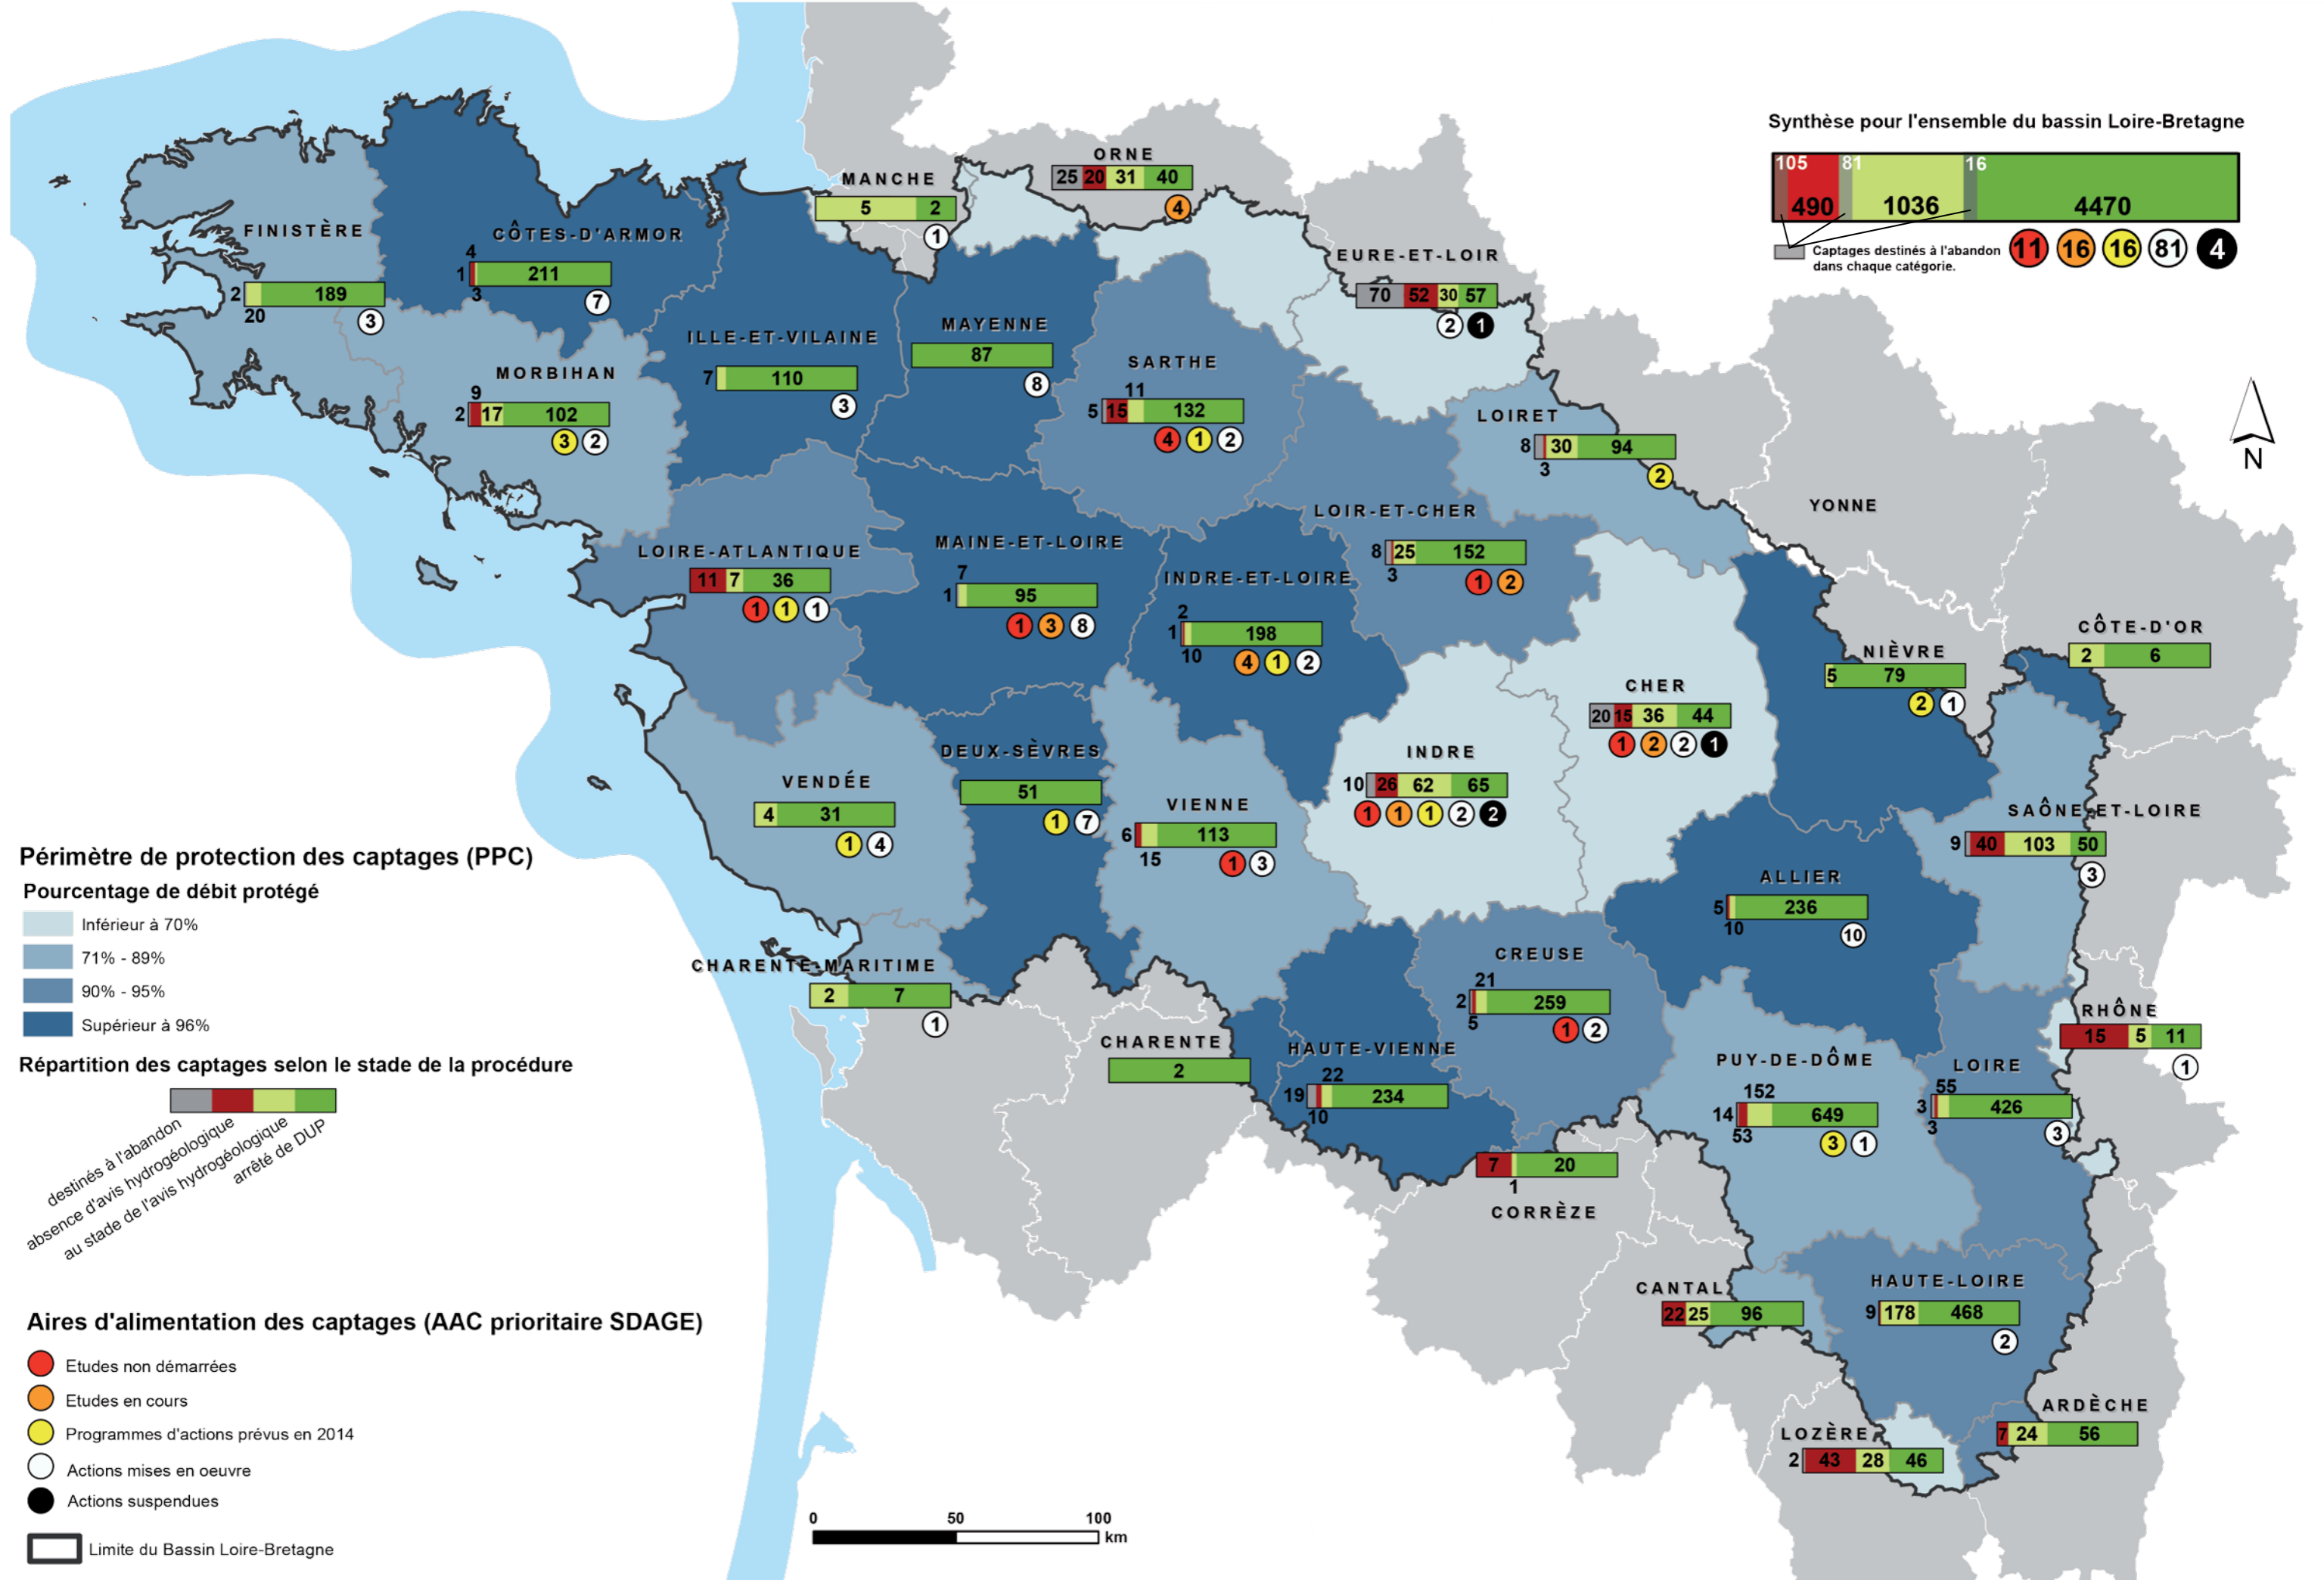 Synthèse pour l'ensemble du bassin Loire-Bretagne
105 81 16
490 1036 4470
Captages destinés à l'abandon
dans chaque catégorie.
11 16 16 81 4
ORNE
25 20 31 40
4
MANCHE
5 2
1
FINISTÈRE
2 189
20
3
CÔTES-D'ARMOR
4
1 211
3
7
EURE-ET-LOIR
70 52 30 57
2 1
ILLE-ET-VILAINE
7 110
3
MAYENNE
87
8
SARTHE
11
5 15 132
4 1 2
MORBIHAN
9
2 17 102
3 2
LOIRET
8 30 94
3
2
N
YONNE
LOIR-ET-CHER
8 25 152
3
1 2
LOIRE-ATLANTIQUE
11 7 36
1 1 1
MAINE-ET-LOIRE
7
1 95
1 3 8
INDRE-ET-LOIRE
2
1 198
10
4 1 2
CÔTE-D'OR
2 6
NIÈVRE
5 79
2 1
CHER
20 15 36 44
1 2 2 1
INDRE
10 26 62 65
1 1 1 2 2
DEUX-SÈVRES
51
1 7
VENDÉE
4 31
1 4
VIENNE
6 113
15
1 3
SAÔNE-ET-LOIRE
9 40 103 50
3
ALLIER
5 236
10
10
CHARENTE-MARITIME
2 7
1
CREUSE
21
2 259
5
1 2
RHÔNE
15 5 11
1
CHARENTE
2
HAUTE-VIENNE
22
19 234
10
PUY-DE-DÔME
152
14 649
53
3 1
LOIRE
55
3 426
3
3
7 20
1
CORRÈZE
CANTAL
22 25 96
HAUTE-LOIRE
9 178 468
2
ARDÈCHE
7 24 56
LOZÈRE
2 43 28 46
Périmètre de protection des captages (PPC)
Pourcentage de débit protégé
Inférieur à 70%
71% - 89%
90% - 95%
Supérieur à 96%
Répartition des captages selon le stade de la procédure
destinés à l'abandon
absence d'avis hydrogéologique
au stade de l'avis hydrogéologique
arrêté de DUP
Aires d'alimentation des captages (AAC prioritaire SDAGE)
Etudes non démarrées
Etudes en cours
Programmes d'actions prévus en 2014
Actions mises en oeuvre
Actions suspendues
Limite du Bassin Loire-Bretagne
0 50 100
km